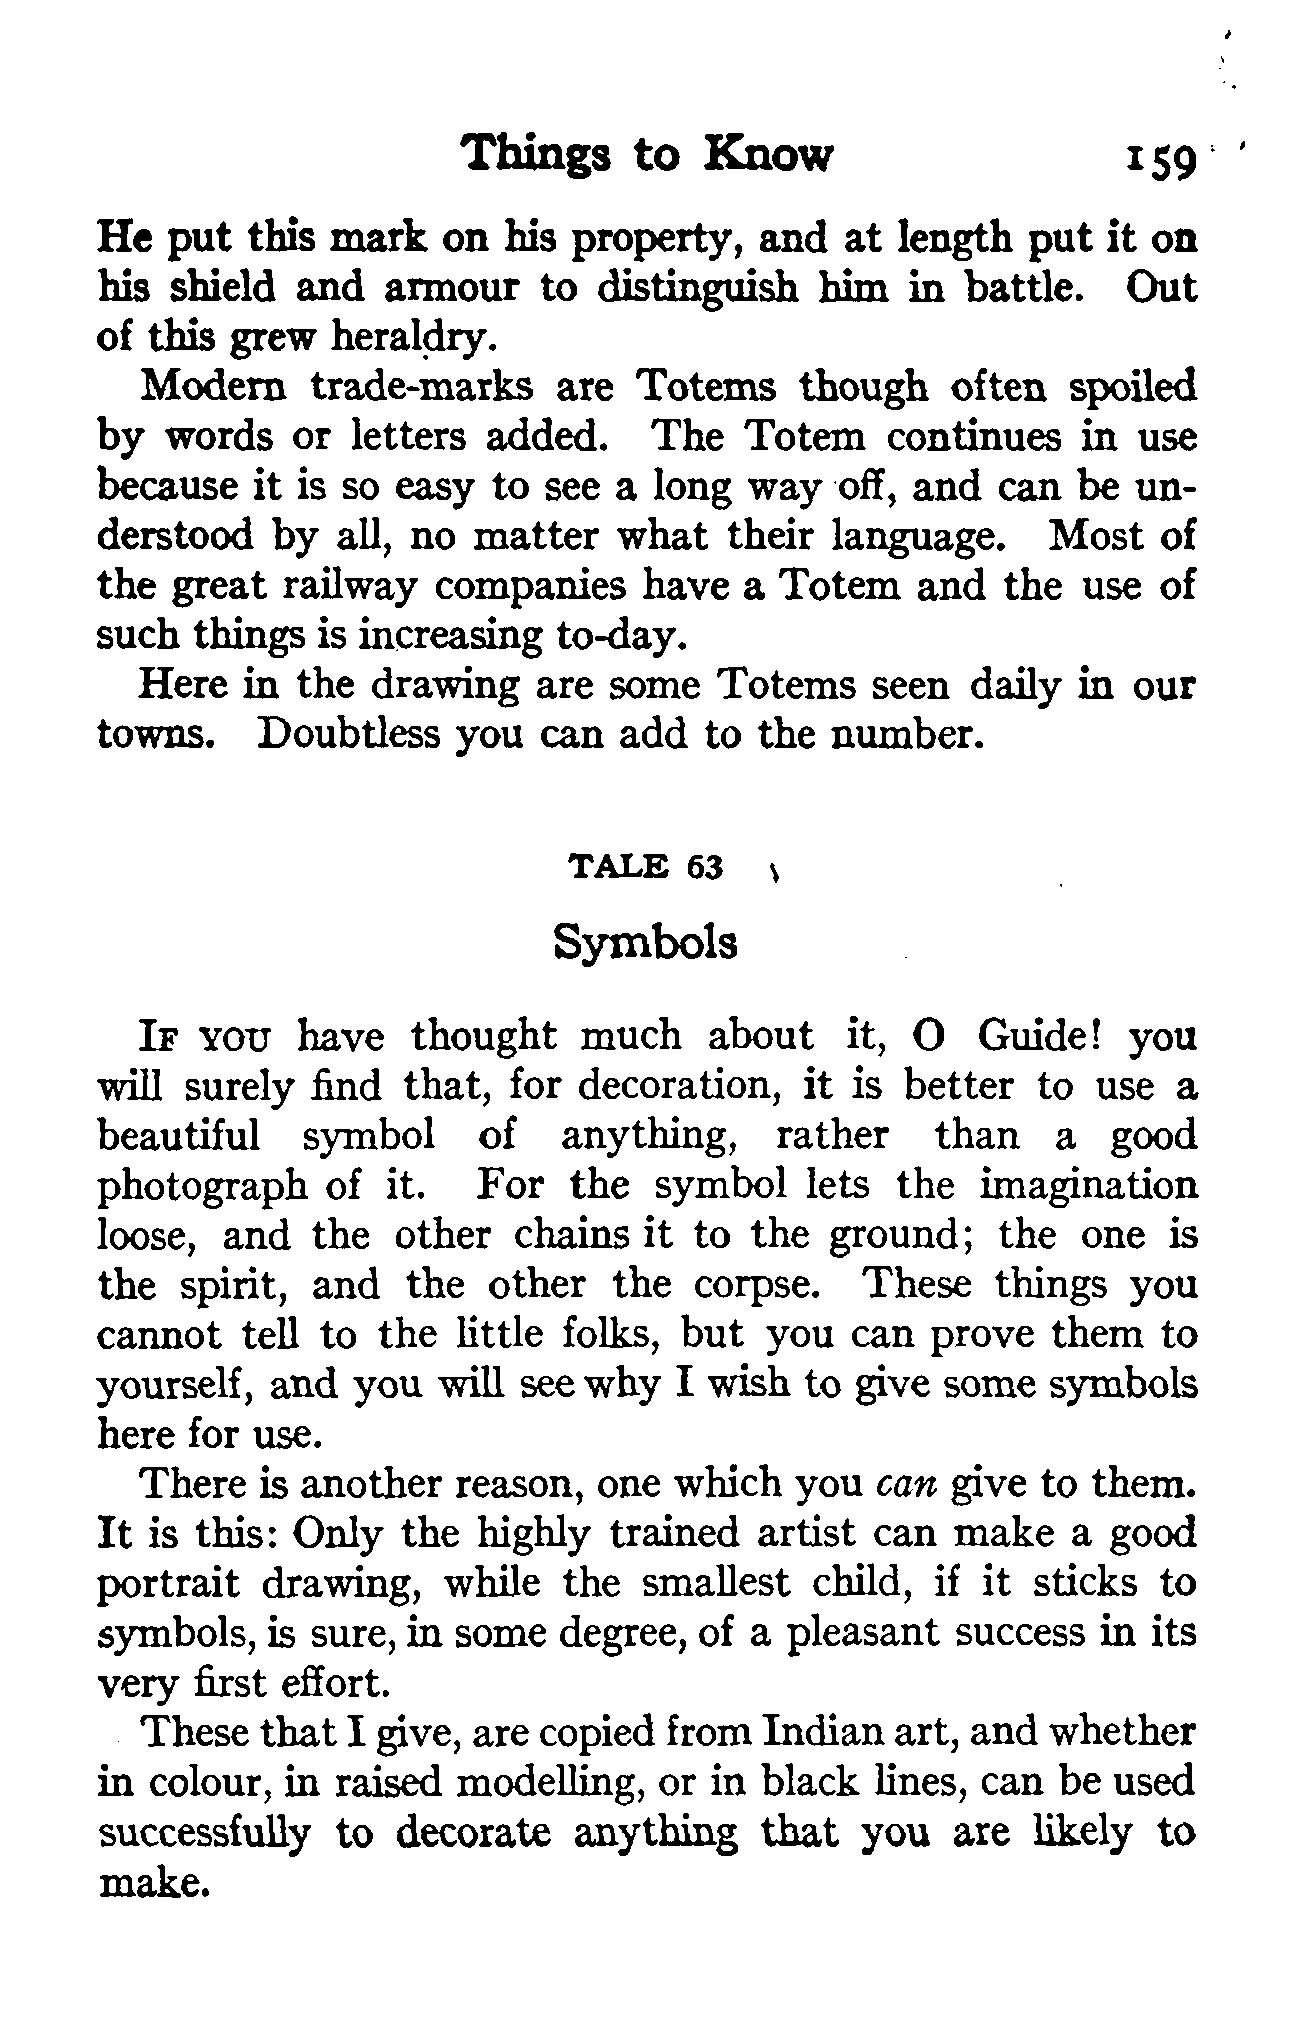 Things to Know 159
He put this mark on his property, and at length put it on
his shield and armour to distinguish him in battle. Out
of this grew heraldry.
Modern trade-marks are Totems though often spoiled
by words or letters added. The Totem continues in use
because it is so easy to see a long way off, and can be un-
derstood by all, no matter what their language. Most of
the great railway companies have a Totem and the use of
such things is increasing to-day.
Here in the drawing are some Totems seen daily in our
towns. Doubtless you can add to the number.
TALE 63
Symbols
IF YOU have thought much about it, O Guide! you
will surely find that, for decoration, it is better to use a
beautiful symbol of anything, rather than a good
photograph of it. For the symbol lets the imagination
loose, and the other chains it to the ground; the one is
the spirit, and the other the corpse. These things you
cannot tell to the little folks, but you can prove them to
yourself, and you will see why I wish to give some symbols
here for use.
There is another reason, one which you can give to them.
It is this: Only the highly trained artist can make a good
portrait drawing, while the smallest child, if it sticks to
symbols, is sure, in some degree, of a pleasant success in its
very first effort.
These that I give, are copied from Indian art, and whether
in colour, in raised modelling, or in black lines, can be used
successfully to decorate anything that you are likely to
make.